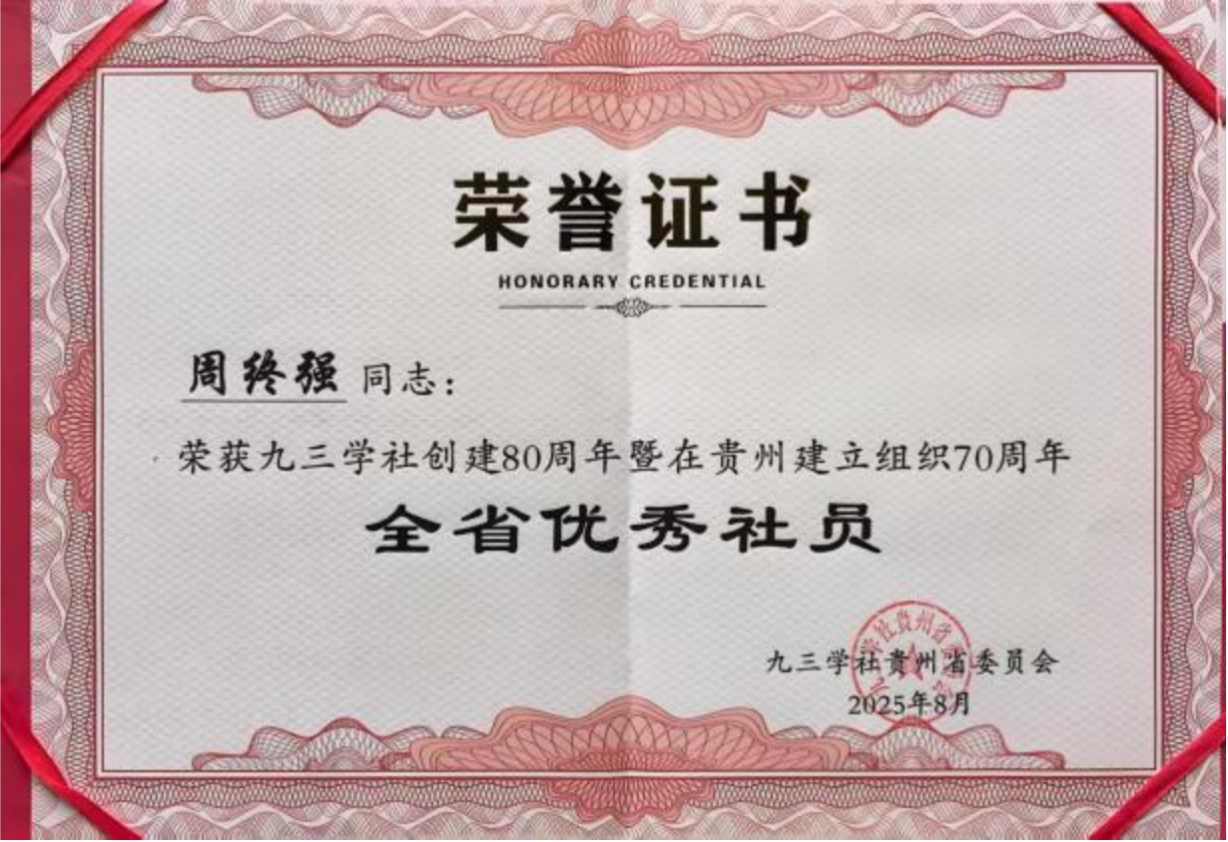 荣誉证书
HONORARY CREDENTIAL
周终强 同志：
荣获九三学社创建80周年暨在贵州建立组织70周年
全省优秀社员
九三学社贵州省委员会
2025年8月